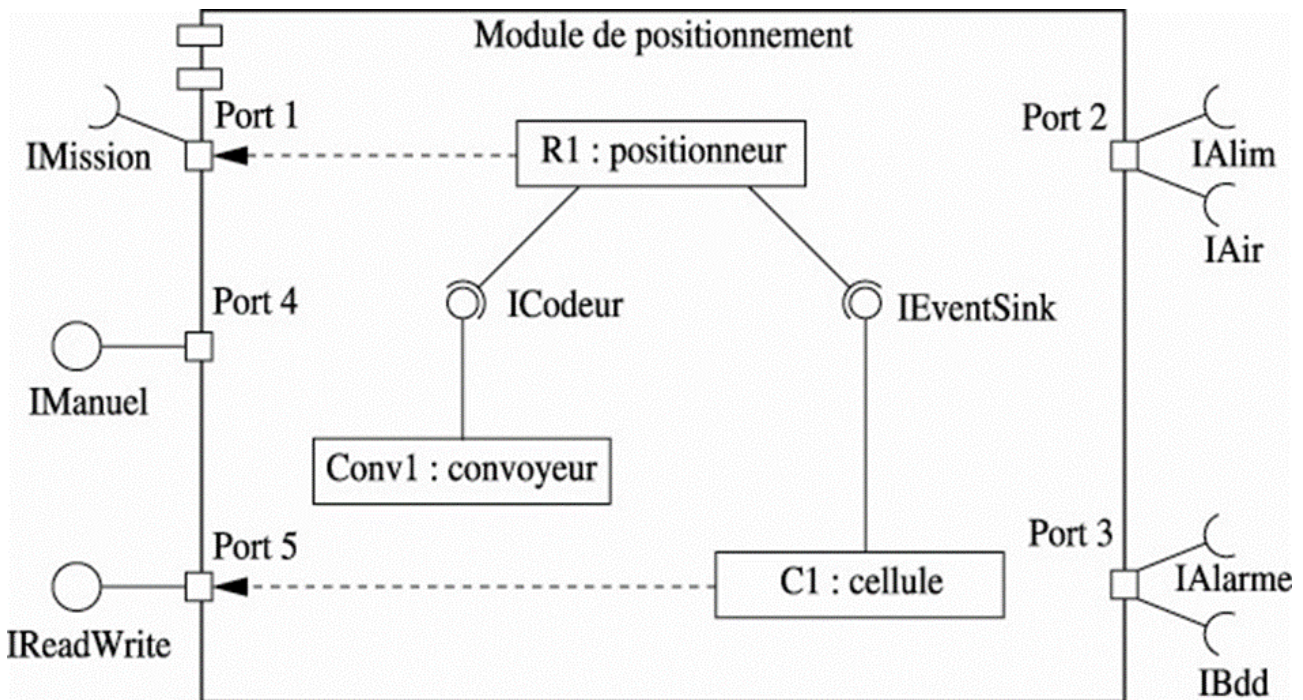 Module de positionnement
Port 1
Port 2
IMission
R1 : positionneur
IAlim
IAir
Port 4
ICodeur
IEventSink
IManuel
Conv1 : convoyeur
Port 5
Port 3
C1 : cellule
IAlarme
IReadWrite
IBdd